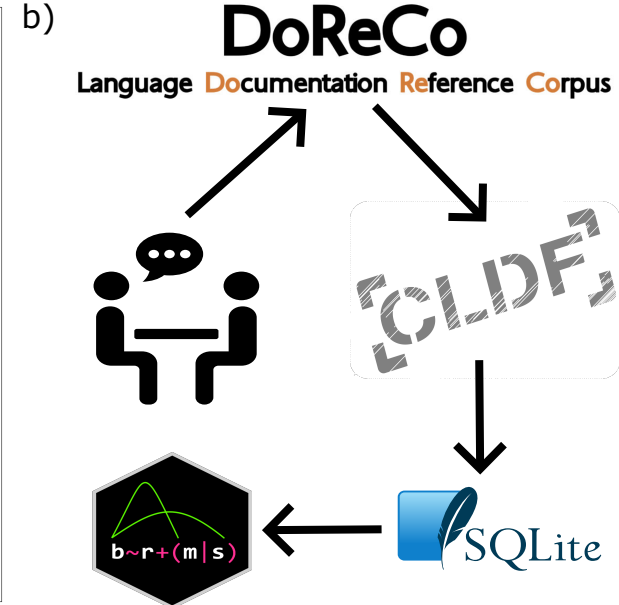 b)
DoReCo
Language Documentation Reference Corpus
CLDF
SQLite
b~r+(m|s)